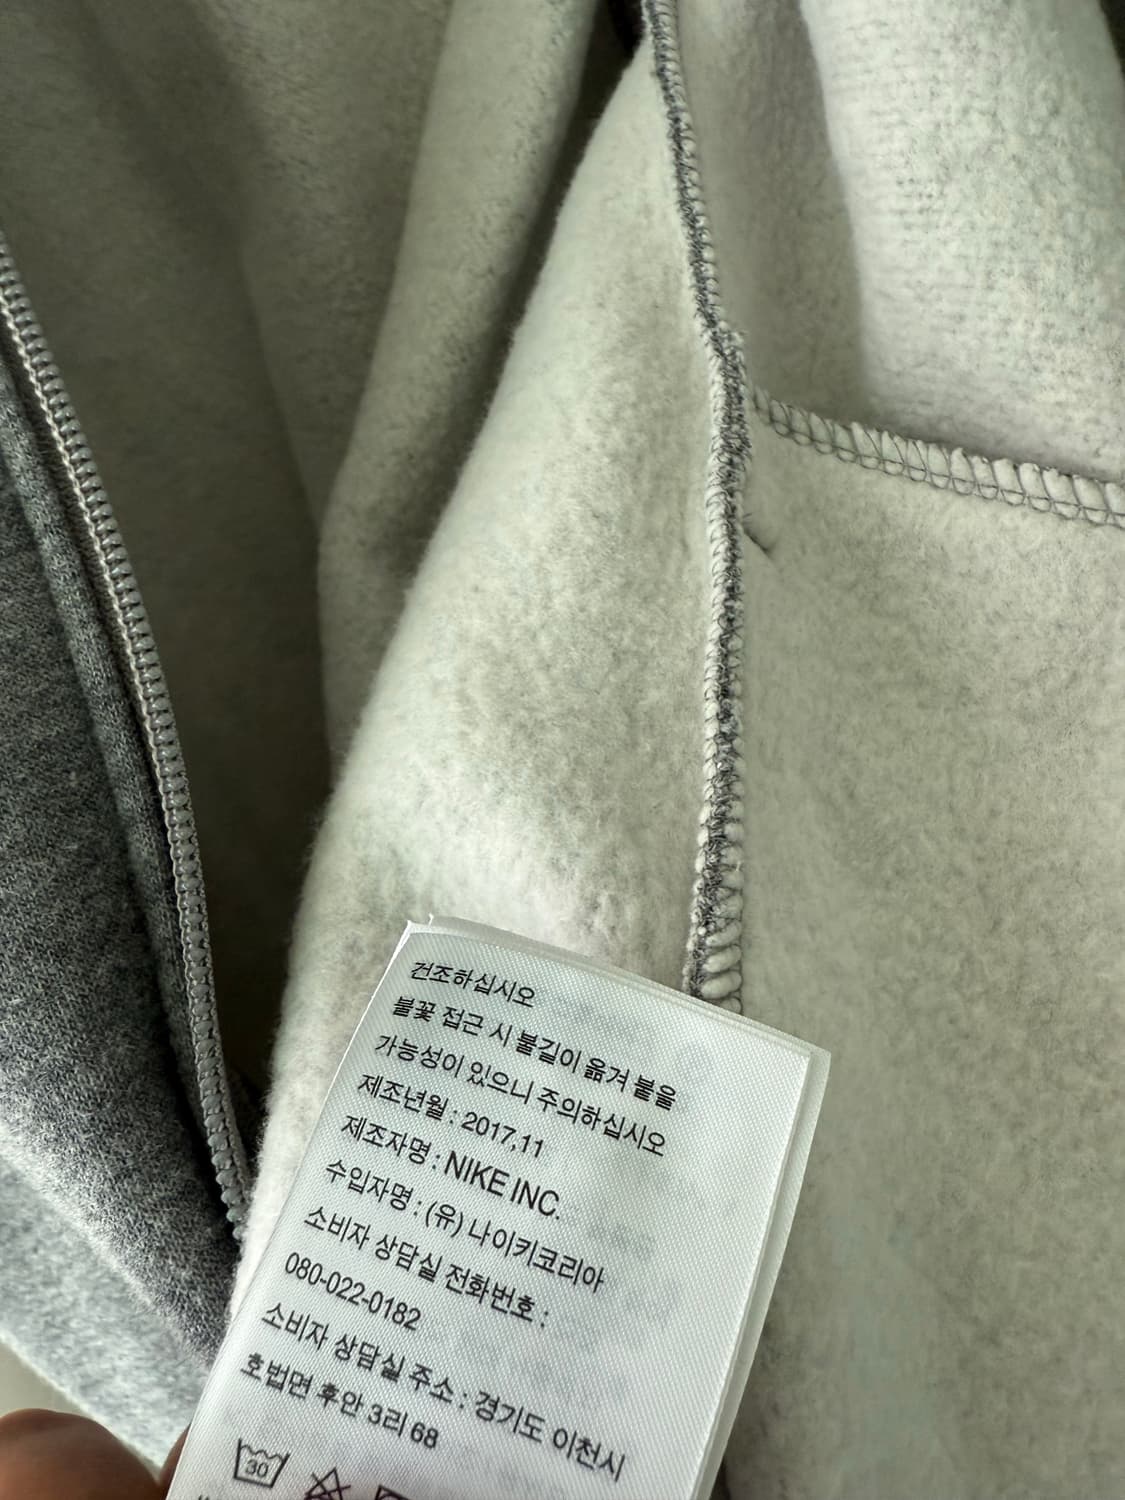 건조하십시오
불꽃 접근 시 불길이 옮겨 붙을
가능성이 있으니 주의하십시오
제조년월 : 2017,11
제조자명 : NIKE INC.
수입자명 : (유) 나이키코리아
소비자 상담실 전화번호 :
080-022-0182
소비자 상담실 주소 : 경기도 이천시
호법면 후안 3리 68
30